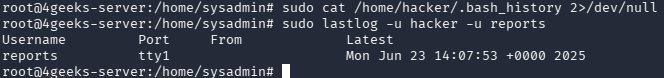 root@4geeks-server:/home/sysadmin# sudo cat /home/hacker/.bash_history 2>/dev/null
root@4geeks-server:/home/sysadmin# sudo lastlog -u hacker -u reports
Username         Port     From             Latest
reports          tty1                      Mon Jun 23 14:07:53 +0000 2025
root@4geeks-server:/home/sysadmin#